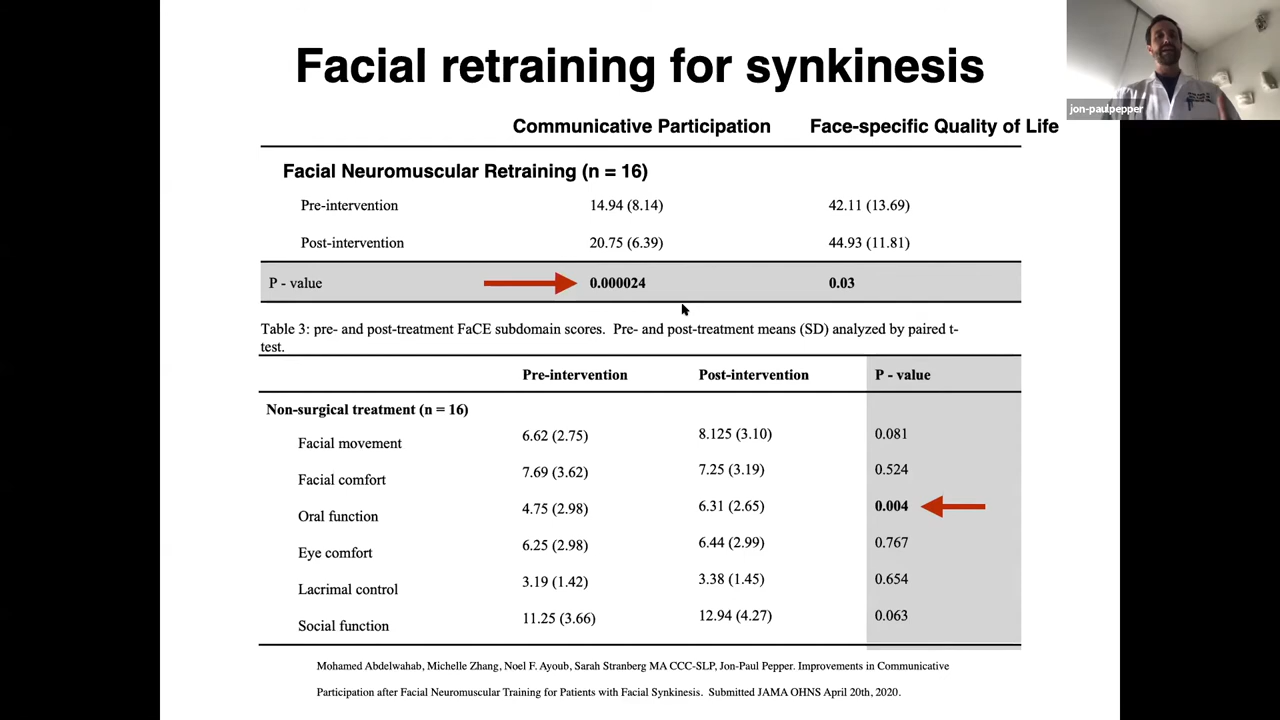 Facial retraining for synkinesis
jon-paulpepper
Communicative Participation Face-specific Quality of Life
Facial Neuromuscular Retraining (n = 16)
Pre-intervention 14.94 (8.14) 42.11 (13.69)
Post-intervention 20.75 (6.39) 44.93 (11.81)
P - value 0.000024 0.03
Table 3: pre- and post-treatment FaCE subdomain scores. Pre- and post-treatment means (SD) analyzed by paired t-
test.
Pre-intervention Post-intervention P - value
Non-surgical treatment (n = 16)
Facial movement 6.62 (2.75) 8.125 (3.10) 0.081
Facial comfort 7.69 (3.62) 7.25 (3.19) 0.524
Oral function 4.75 (2.98) 6.31 (2.65) 0.004
Eye comfort 6.25 (2.98) 6.44 (2.99) 0.767
Lacrimal control 3.19 (1.42) 3.38 (1.45) 0.654
Social function 11.25 (3.66) 12.94 (4.27) 0.063
Mohamed Abdelwahab, Michelle Zhang, Noel F. Ayoub, Sarah Stranberg MA CCC-SLP, Jon-Paul Pepper. Improvements in Communicative
Participation after Facial Neuromuscular Training for Patients with Facial Synkinesis. Submitted JAMA OHNS April 20th, 2020.